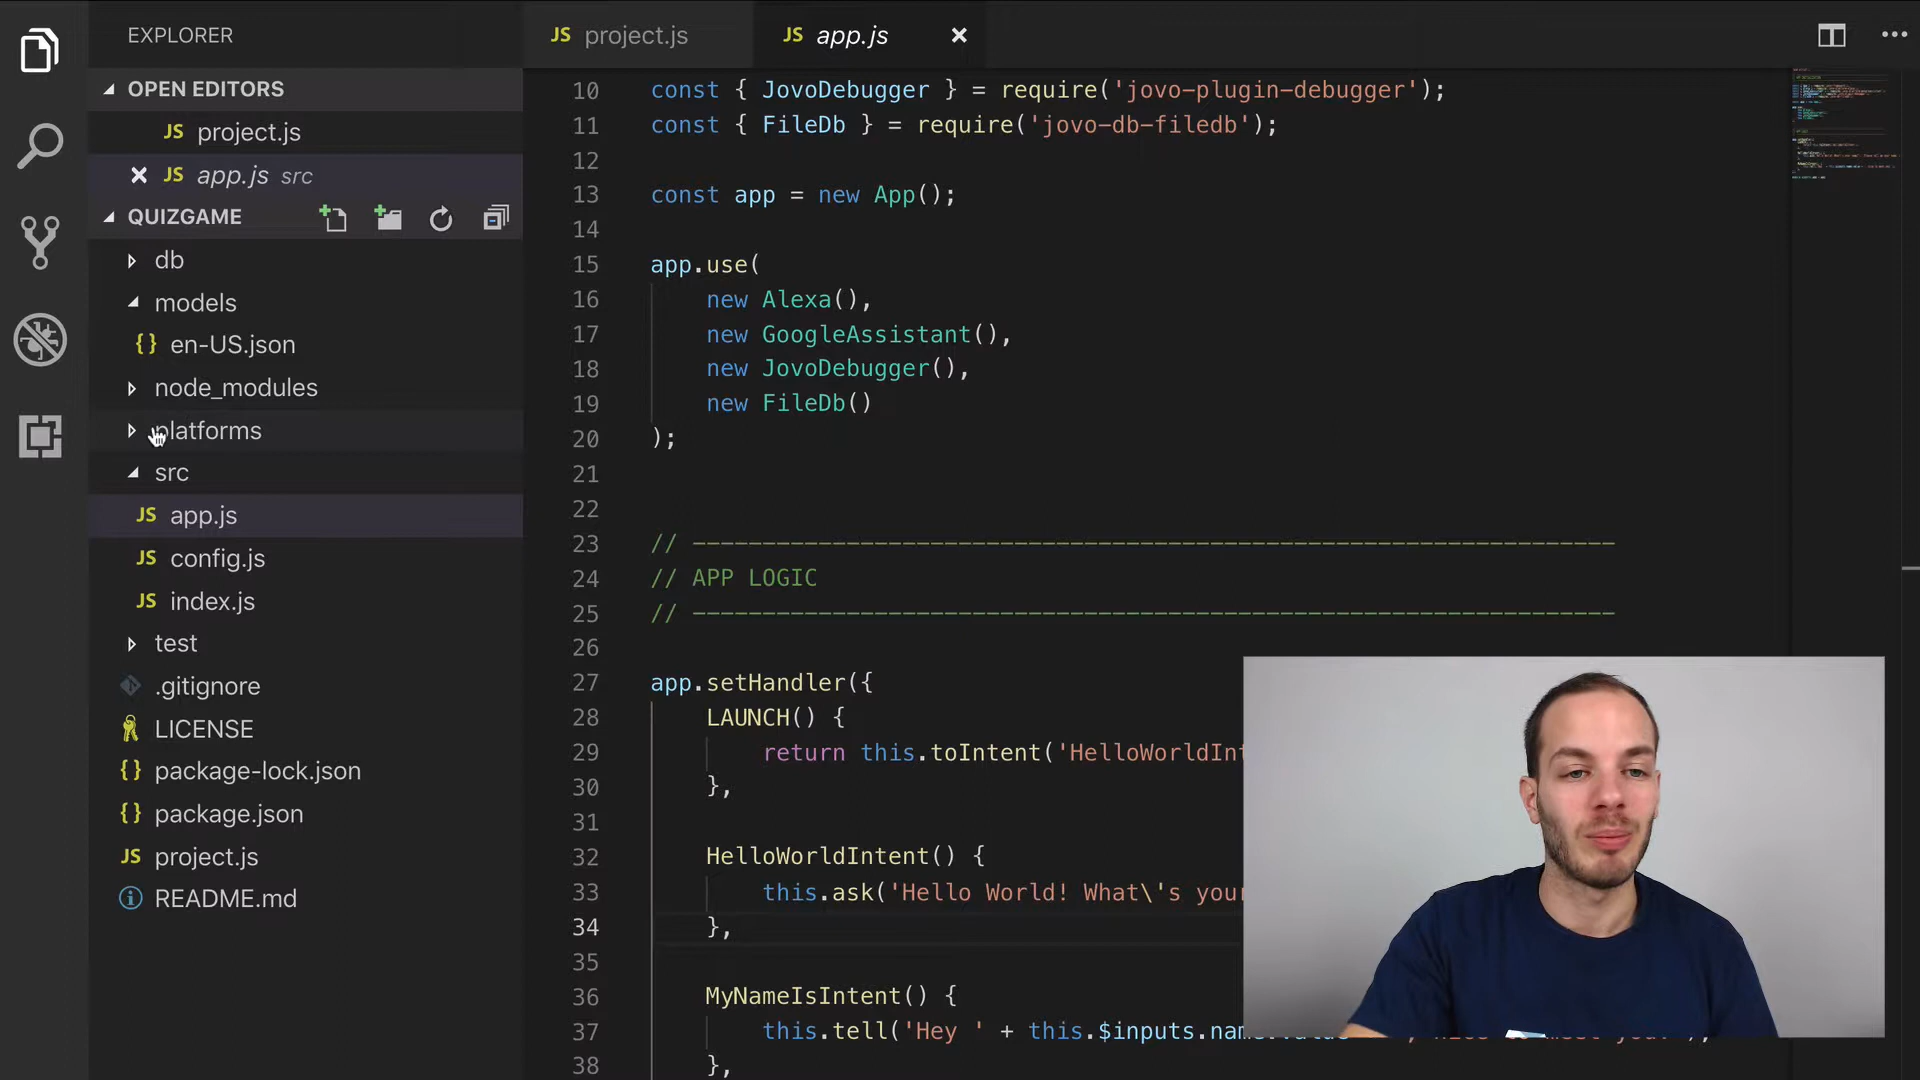 EXPLORER
OPEN EDITORS
JS project.js
JS app.js src
QUIZGAME
db
models
{} en-US.json
node_modules
platforms
src
JS app.js
JS config.js
JS index.js
test
.gitignore
LICENSE
{} package-lock.json
{} package.json
JS project.js
README.md
JS project.js
JS app.js
10 const { JovoDebugger } = require('jovo-plugin-debugger');
11 const { FileDb } = require('jovo-db-filedb');
12
13 const app = new App();
14
15 app.use(
16 new Alexa(),
17 new GoogleAssistant(),
18 new JovoDebugger(),
19 new FileDb()
20 );
21
22
23 // ------------------------------------------------------------------
24 // APP LOGIC
25 // ------------------------------------------------------------------
26
27 app.setHandler({
28 LAUNCH() {
29 return this.toIntent('HelloWorldInt
30 },
31
32 HelloWorldIntent() {
33 this.ask('Hello World! What\'s your
34 },
35
36 MyNameIsIntent() {
37 this.tell('Hey ' + this.$inputs.name
38 },